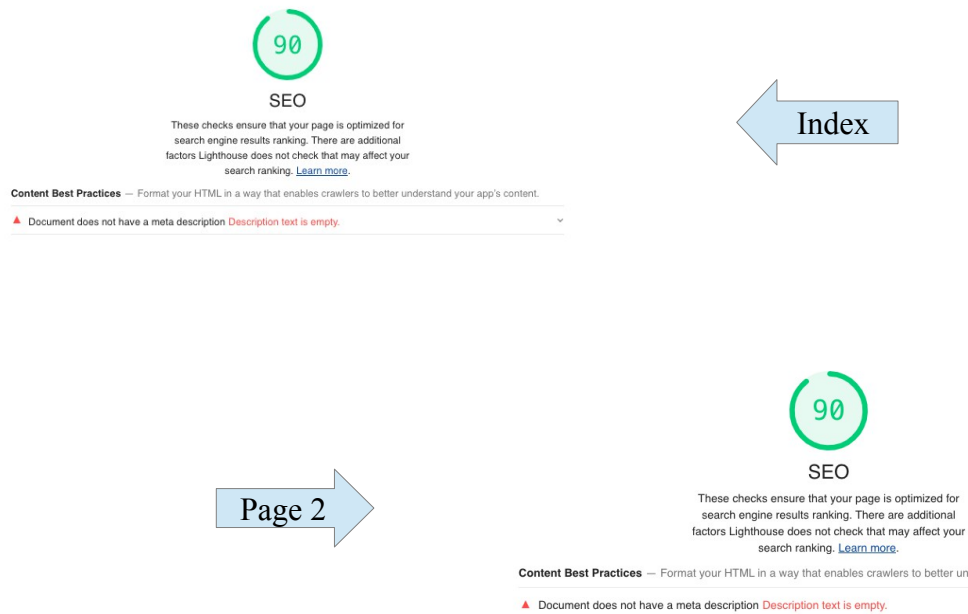 90
SEO
These checks ensure that your page is optimized for
search engine results ranking. There are additional
factors Lighthouse does not check that may affect your
search ranking. Learn more.
Content Best Practices — Format your HTML in a way that enables crawlers to better understand your app's content.
Document does not have a meta description Description text is empty.
Index
90
SEO
These checks ensure that your page is optimized for
search engine results ranking. There are additional
factors Lighthouse does not check that may affect your
search ranking. Learn more.
Content Best Practices — Format your HTML in a way that enables crawlers to better un
Document does not have a meta description Description text is empty.
Page 2